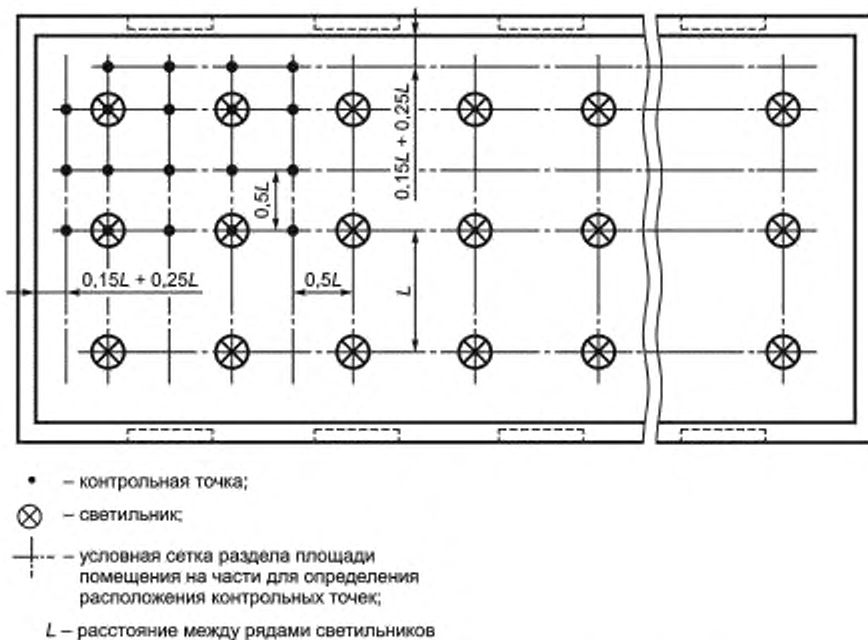 0,15L + 0,25L
0,5L
0,15L + 0,25L
0,5L
L
• – контрольная точка;
– светильник;
– условная сетка раздела площади
помещения на части для определения
расположения контрольных точек;
L – расстояние между рядами светильников